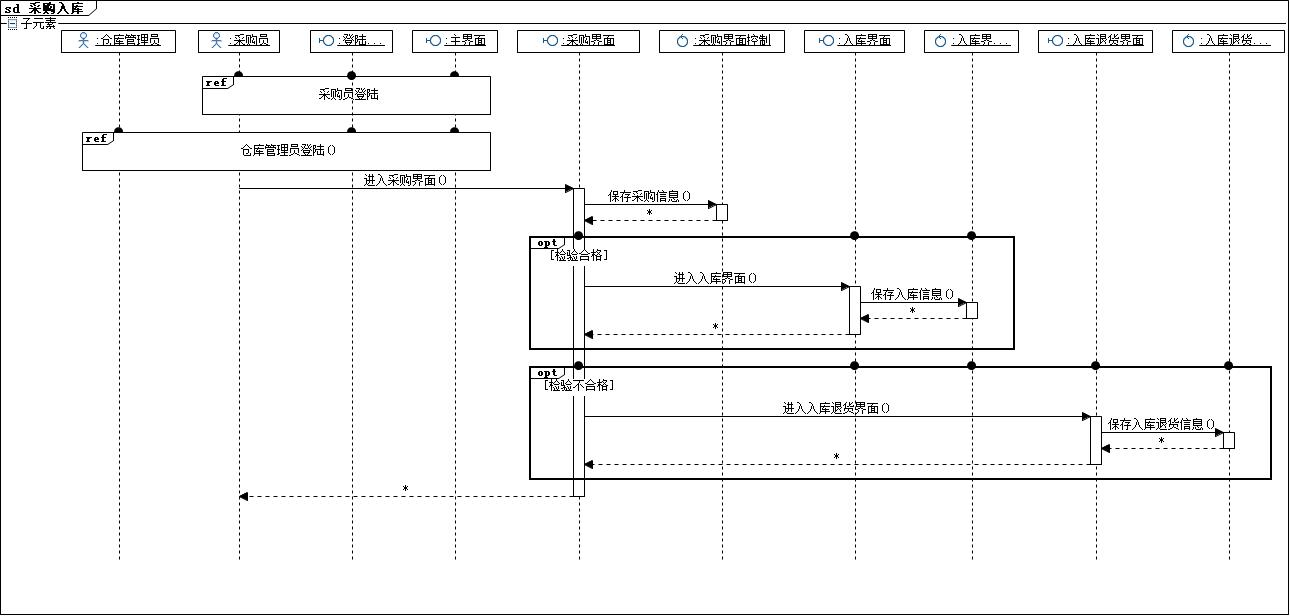 sd 采购入库
子元素
:仓库管理员
:采购员
:登陆...
:主界面
:采购界面
:采购界面控制
:入库界面
:入库界...
:入库退货界面
:入库退货...
ref
采购员登陆
ref
仓库管理员登陆()
进入采购界面()
保存采购信息()
*
opt
[检验合格]
进入入库界面()
保存入库信息()
*
*
opt
[检验不合格]
进入入库退货界面()
保存入库退货信息()
*
*
*